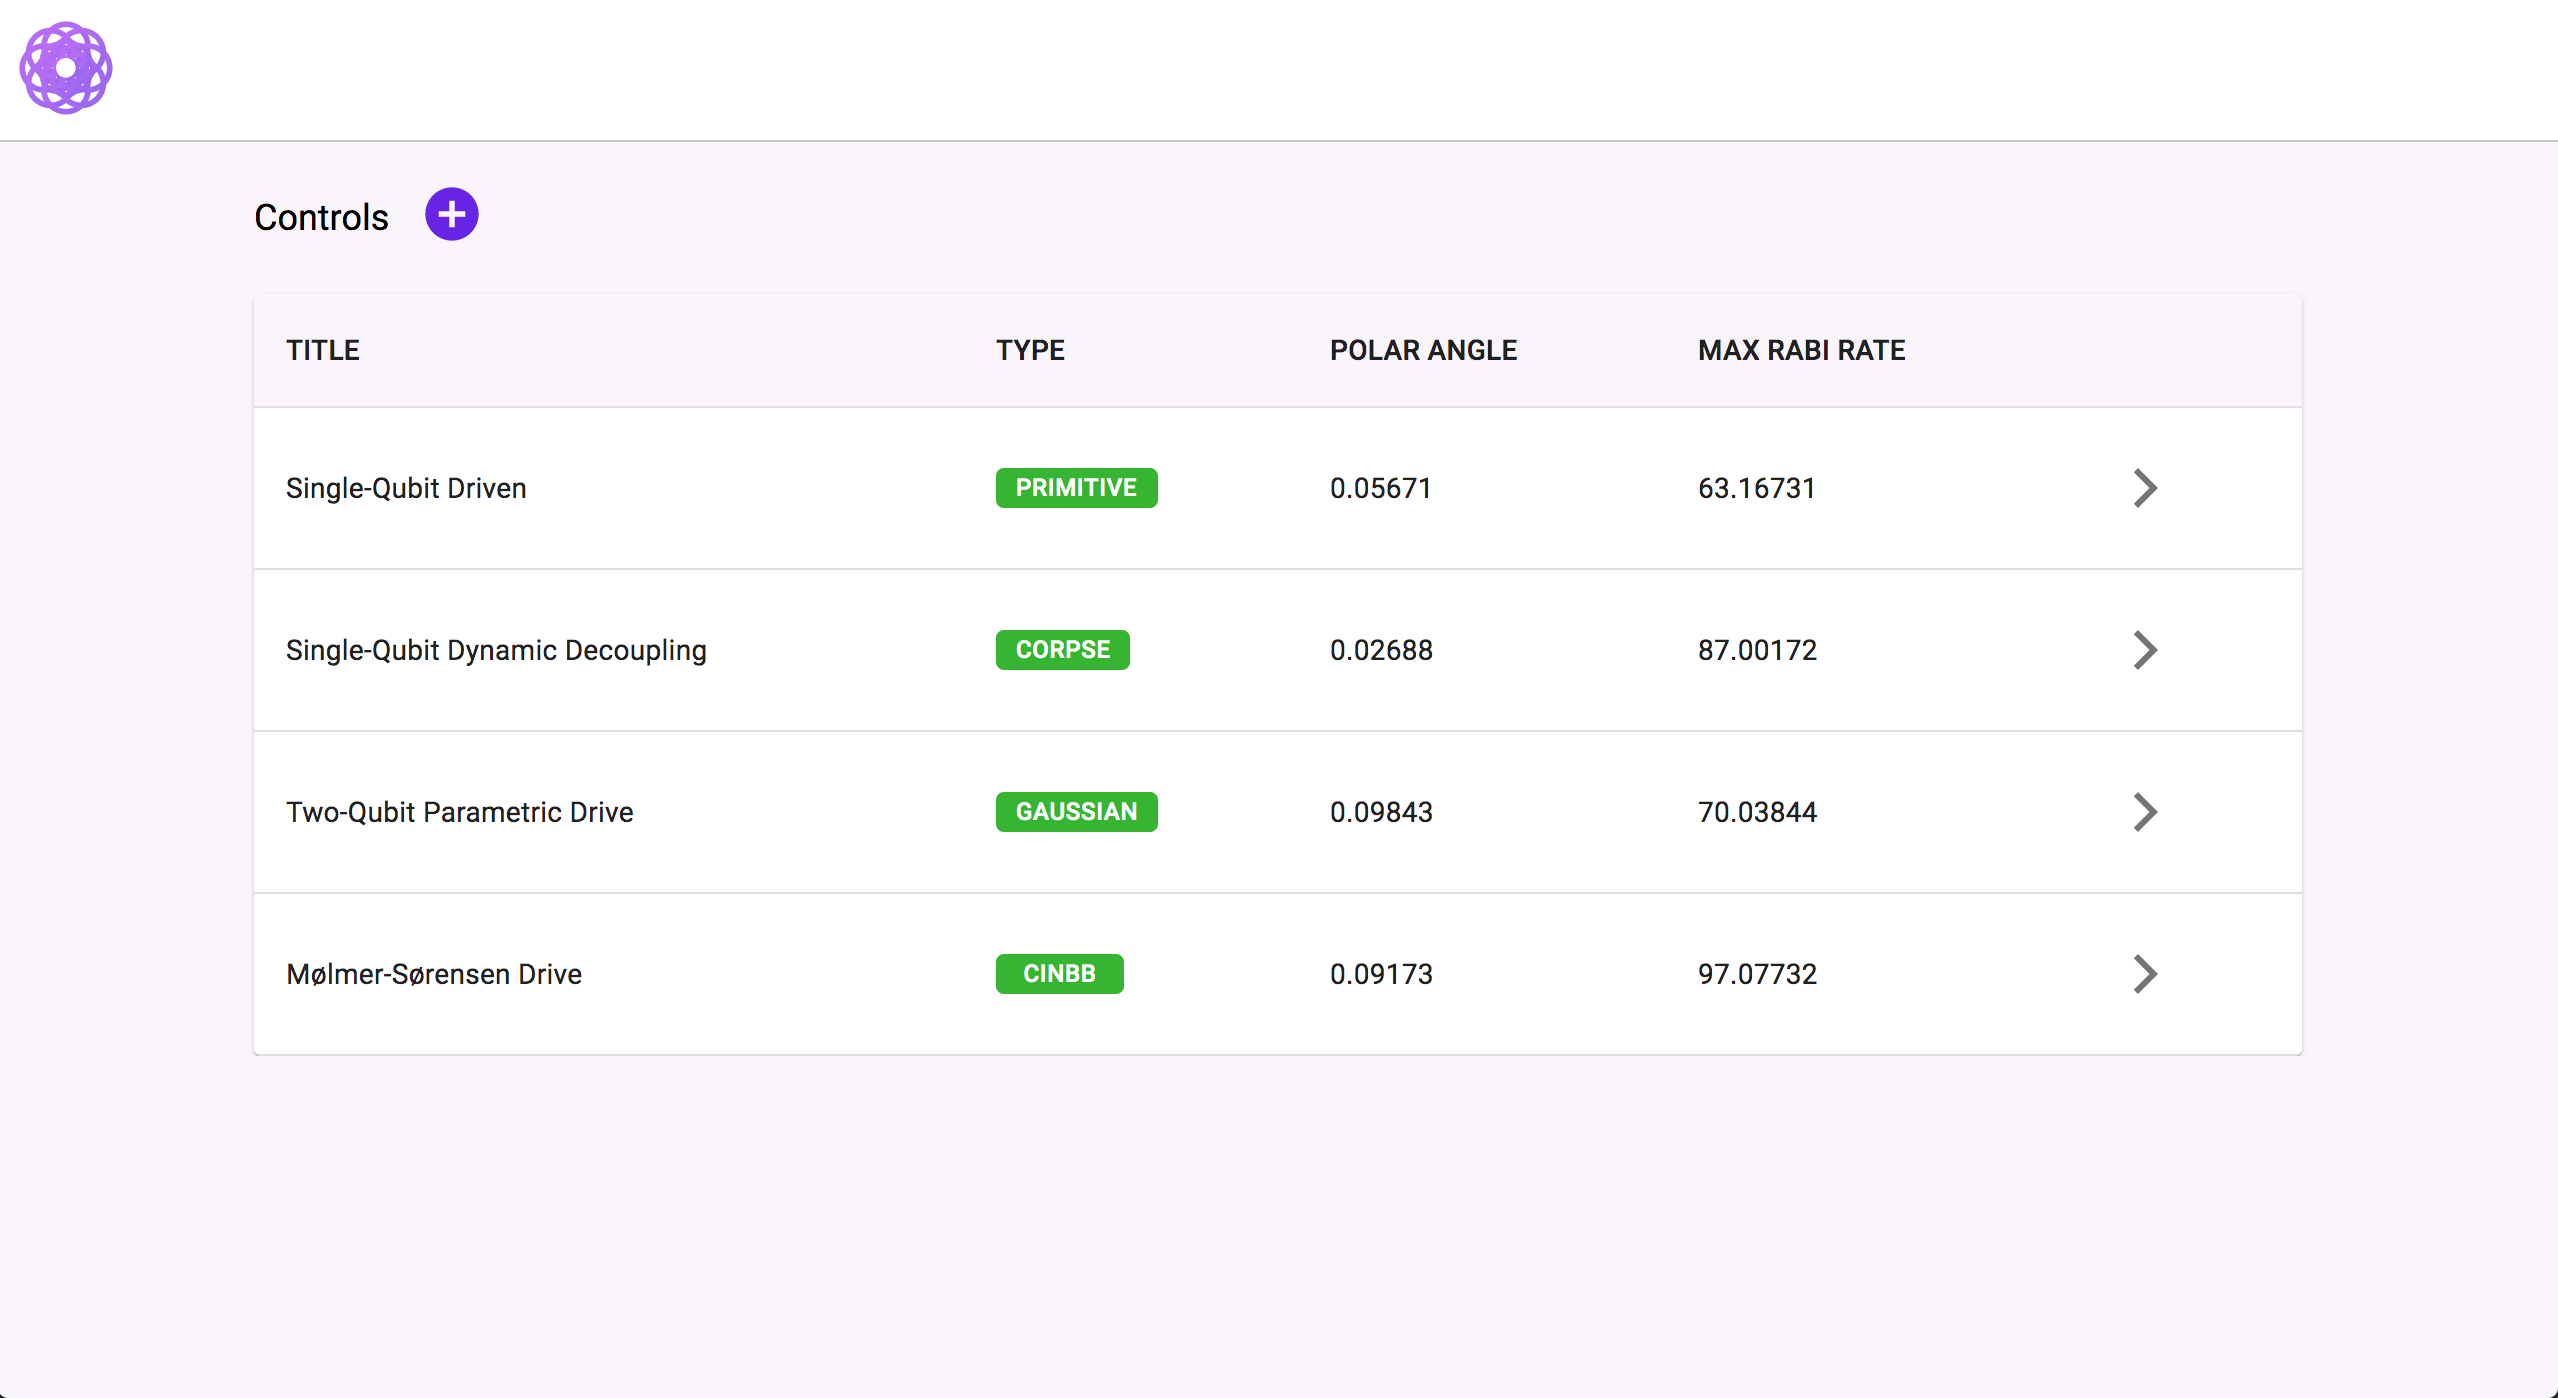 Controls
TITLE TYPE POLAR ANGLE MAX RABI RATE
Single-Qubit Driven PRIMITIVE 0.05671 63.16731
Single-Qubit Dynamic Decoupling CORPSE 0.02688 87.00172
Two-Qubit Parametric Drive GAUSSIAN 0.09843 70.03844
Mølmer-Sørensen Drive CINBB 0.09173 97.07732